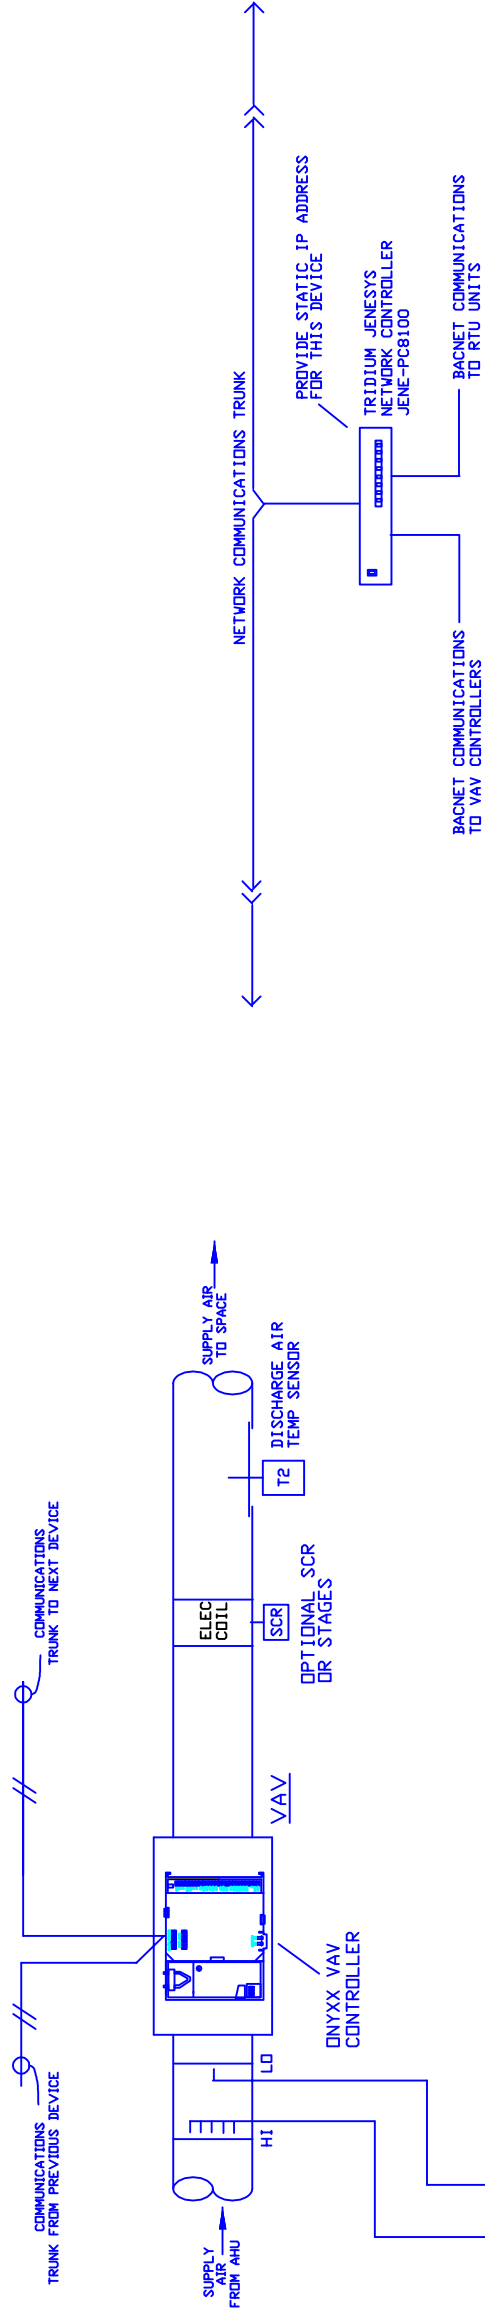 NETWORK COMMUNICATIONS TRUNK
PROVIDE STATIC IP ADDRESS
FOR THIS DEVICE
TRIDIUM JENESYS
NETWORK CONTROLLER
JENE-PC8100
BACNET COMMUNICATIONS
TO RTU UNITS
BACNET COMMUNICATIONS
TO VAV CONTROLLERS
COMMUNICATIONS
TRUNK FROM PREVIOUS DEVICE
COMMUNICATIONS
TRUNK TO NEXT DEVICE
SUPPLY
AIR
FROM AHU
HI
LO
ONYXX VAV
CONTROLLER
VAV
ELEC
COIL
SCR
OPTIONAL SCR
OR STAGES
T2
DISCHARGE AIR
TEMP SENSOR
SUPPLY AIR
TO SPACE